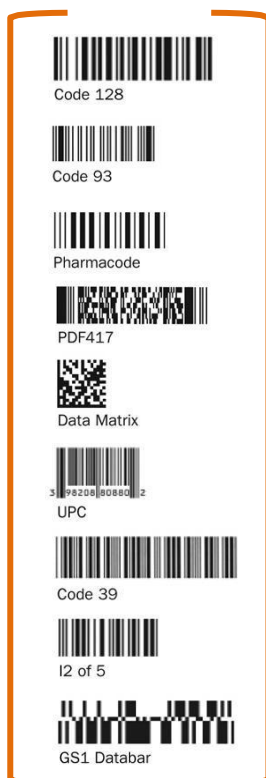 Code 128
Code 93
Pharmacode
PDF417
Data Matrix
3 98208 80880 2
UPC
Code 39
I2 of 5
GS1 Databar